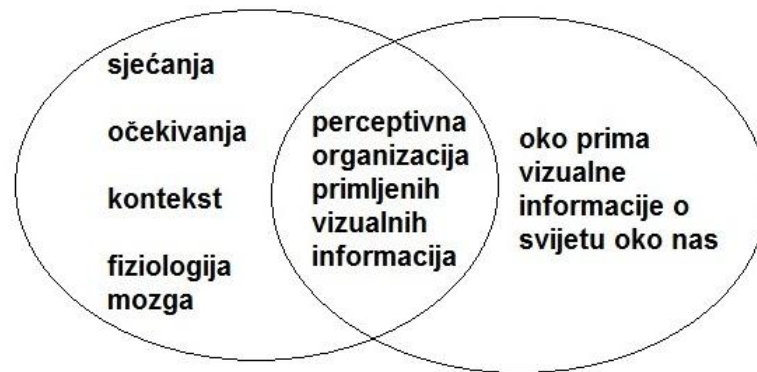 sjećanja
očekivanja
kontekst
fiziologija
mozga
perceptivna
organizacija
primljenih
vizualnih
informacija
oko prima
vizualne
informacije o
svijetu oko nas